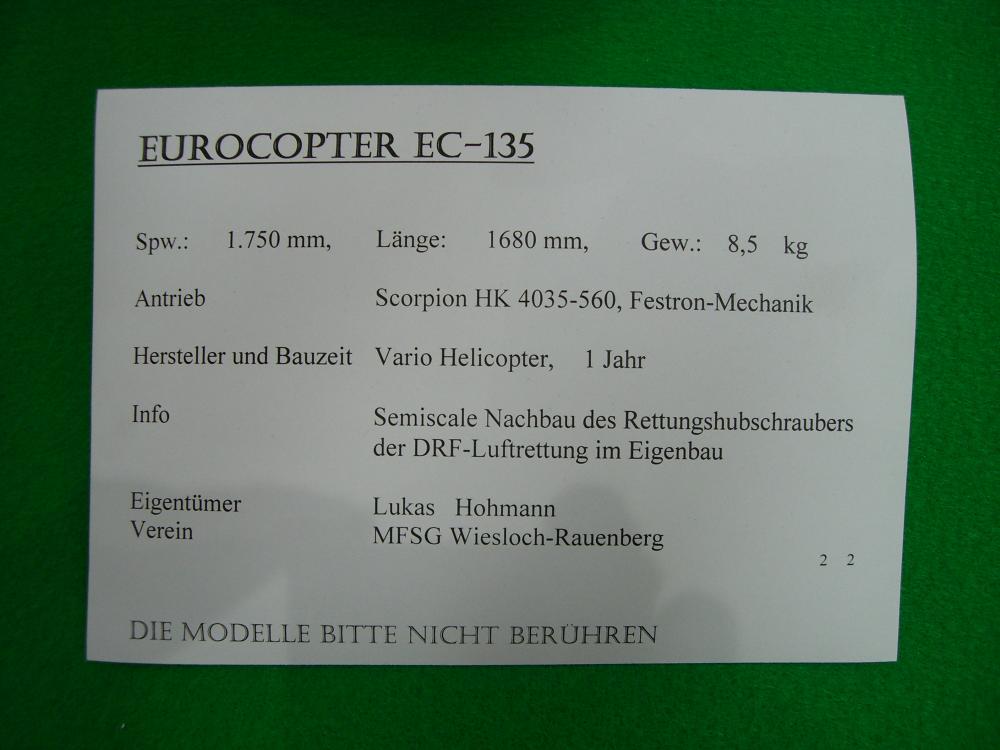 EUROCOPTER EC-135
Spw.: 1.750 mm, Länge: 1680 mm, Gew.: 8,5 kg
Antrieb Scorpion HK 4035-560, Festron-Mechanik
Hersteller und Bauzeit Vario Helicopter, 1 Jahr
Info Semiscale Nachbau des Rettungshubschraubers
der DRF-Luftrettung im Eigenbau
Eigentümer Lukas Hohmann
Verein MFSG Wiesloch-Rauenberg
2 2
DIE MODELLE BITTE NICHT BERÜHREN